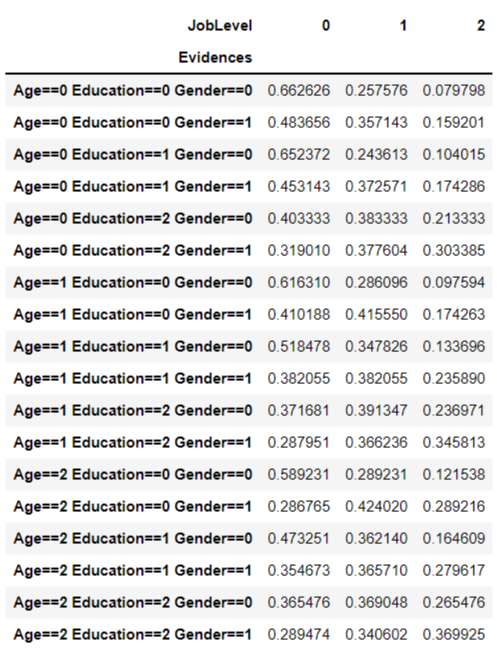 JobLevel 0 1 2
Evidences
Age==0 Education==0 Gender==0 0.662626 0.257576 0.079798
Age==0 Education==0 Gender==1 0.483656 0.357143 0.159201
Age==0 Education==1 Gender==0 0.652372 0.243613 0.104015
Age==0 Education==1 Gender==1 0.453143 0.372571 0.174286
Age==0 Education==2 Gender==0 0.403333 0.383333 0.213333
Age==0 Education==2 Gender==1 0.319010 0.377604 0.303385
Age==1 Education==0 Gender==0 0.616310 0.286096 0.097594
Age==1 Education==0 Gender==1 0.410188 0.415550 0.174263
Age==1 Education==1 Gender==0 0.518478 0.347826 0.133696
Age==1 Education==1 Gender==1 0.382055 0.382055 0.235890
Age==1 Education==2 Gender==0 0.371681 0.391347 0.236971
Age==1 Education==2 Gender==1 0.287951 0.366236 0.345813
Age==2 Education==0 Gender==0 0.589231 0.289231 0.121538
Age==2 Education==0 Gender==1 0.286765 0.424020 0.289216
Age==2 Education==1 Gender==0 0.473251 0.362140 0.164609
Age==2 Education==1 Gender==1 0.354673 0.365710 0.279617
Age==2 Education==2 Gender==0 0.365476 0.369048 0.265476
Age==2 Education==2 Gender==1 0.289474 0.340602 0.369925